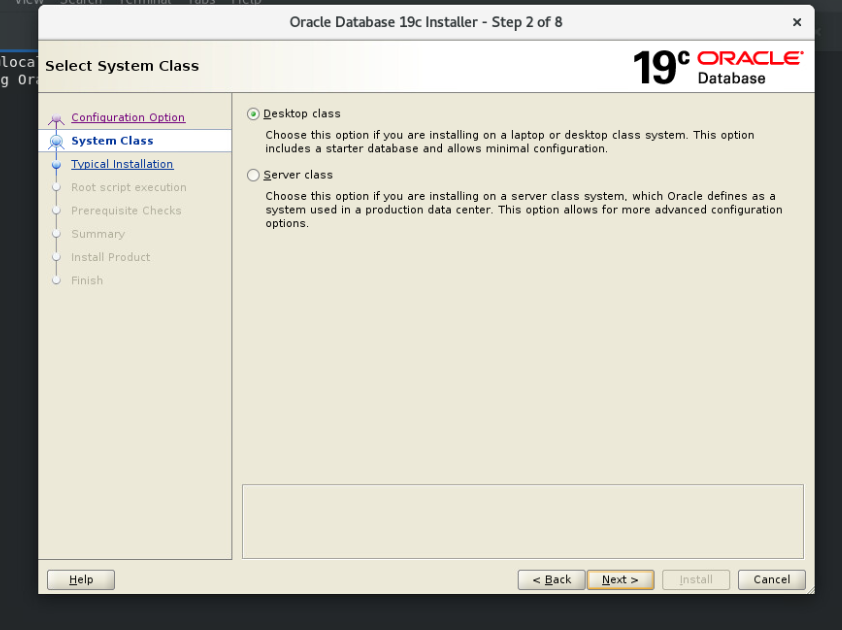 View Search Terminal Tabs Help
Oracle Database 19c Installer - Step 2 of 8
Select System Class
19c ORACLE
Database
Configuration Option
System Class
Typical Installation
Root script execution
Prerequisite Checks
Summary
Install Product
Finish
Desktop class
Choose this option if you are installing on a laptop or desktop class system. This option
includes a starter database and allows minimal configuration.
Server class
Choose this option if you are installing on a server class system, which Oracle defines as a
system used in a production data center. This option allows for more advanced configuration
options.
Help
< Back
Next >
Install
Cancel